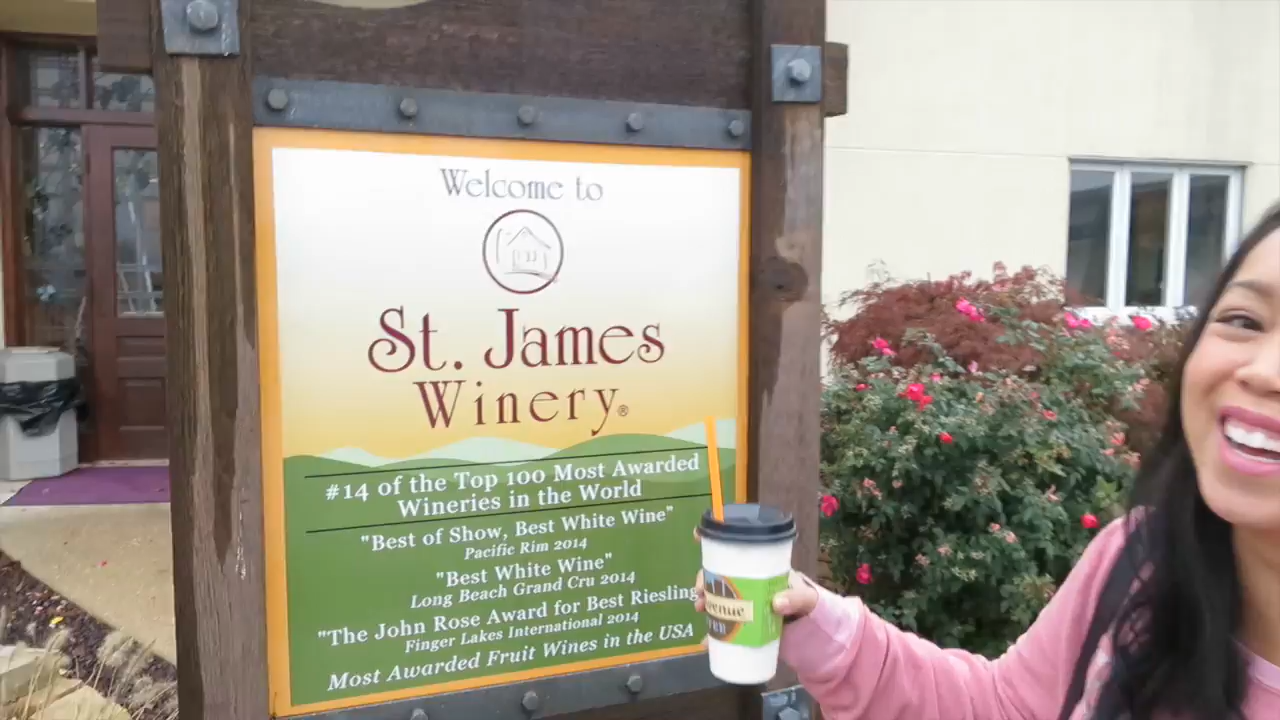 Welcome to
St. James
Winery®
#14 of the Top 100 Most Awarded
Wineries in the World
"Best of Show, Best White Wine"
Pacific Rim 2014
"Best White Wine"
Long Beach Grand Cru 2014
"The John Rose Award for Best Riesling
Finger Lakes International 2014
Most Awarded Fruit Wines in the USA